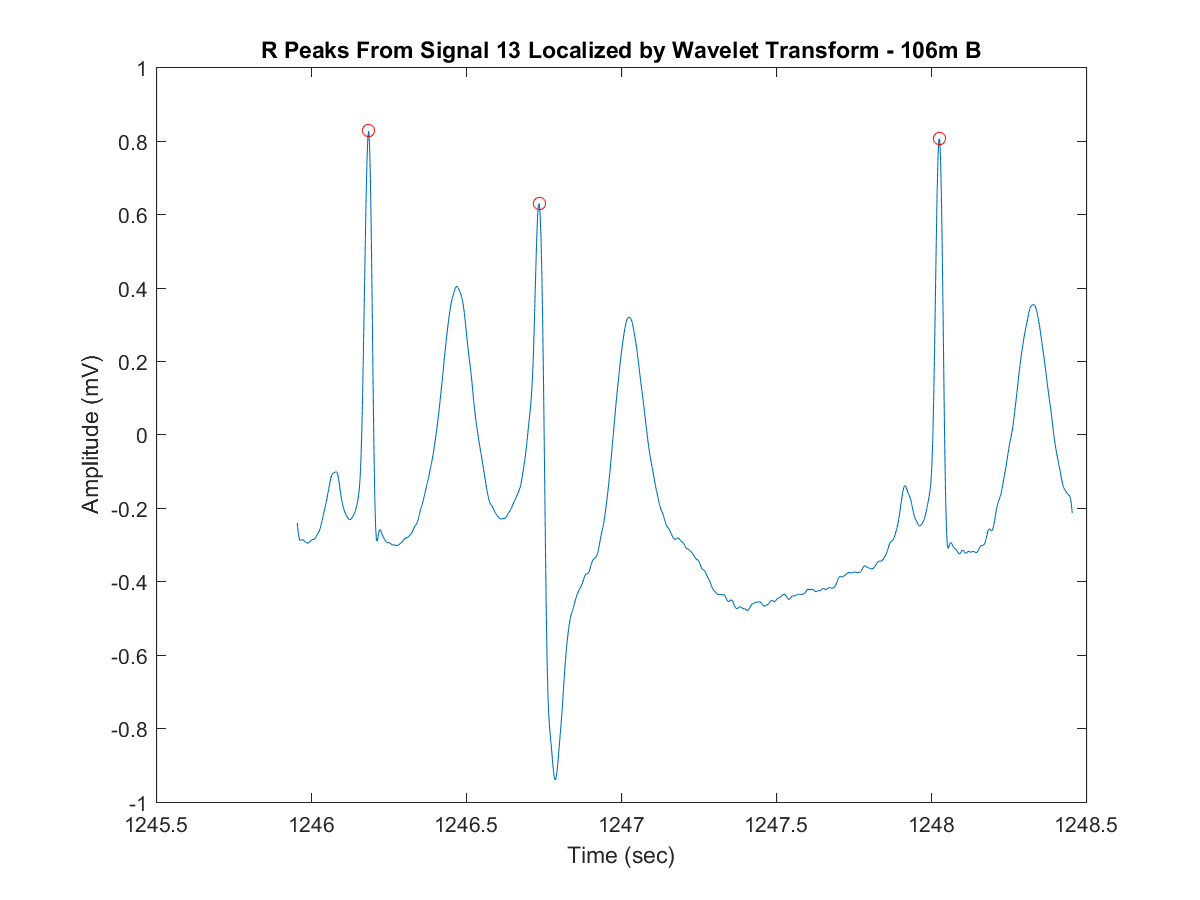 R Peaks From Signal 13 Localized by Wavelet Transform - 106m B
1
0.8
0.6
0.4
0.2
0
-0.2
-0.4
-0.6
-0.8
-1
Amplitude (mV)
1245.5 1246 1246.5 1247 1247.5 1248 1248.5
Time (sec)